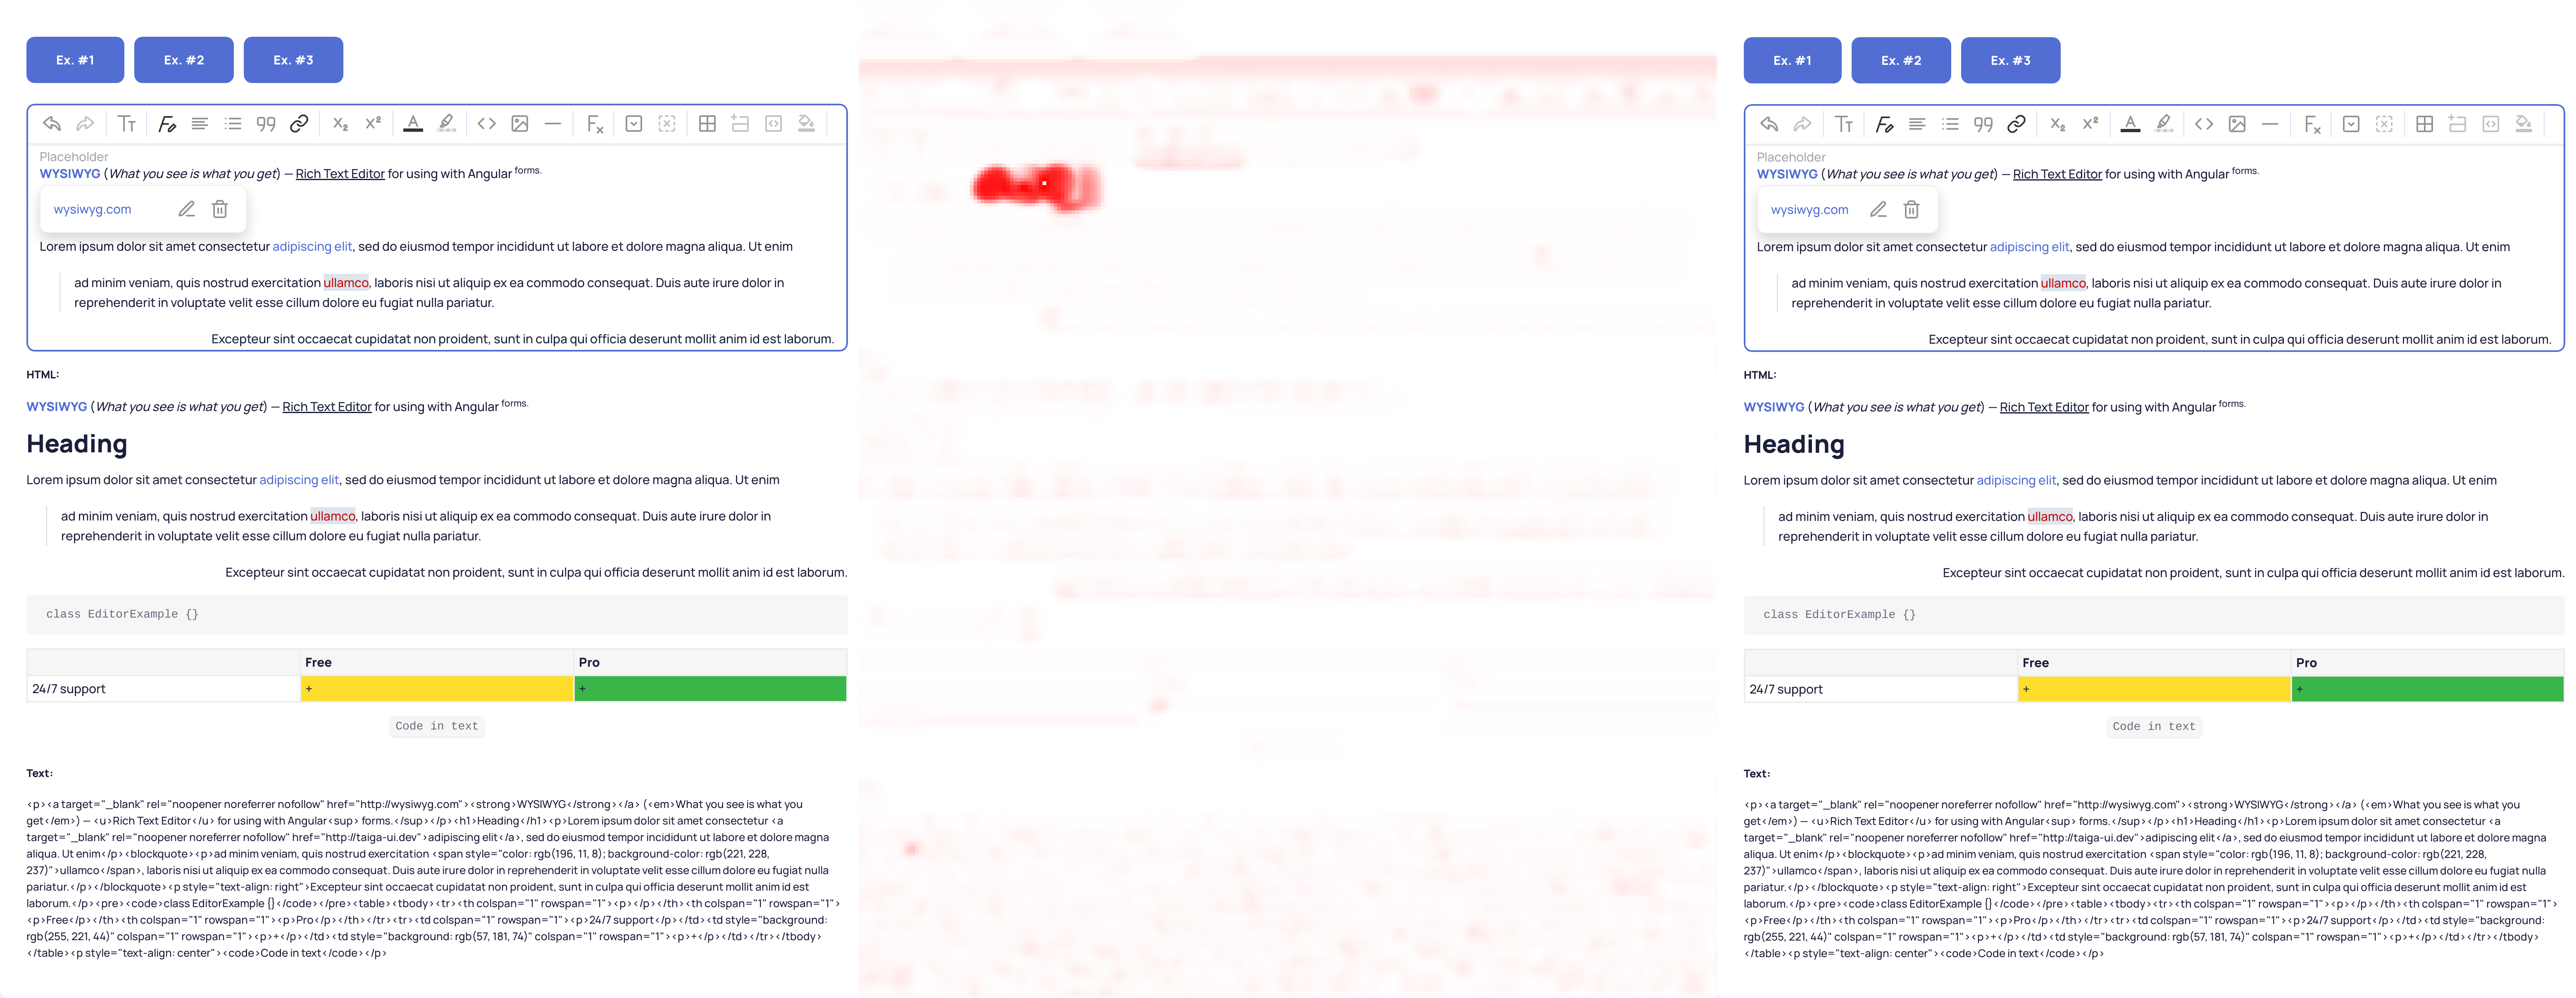 Ex. #1 Ex. #2 Ex. #3
Placeholder
WYSIWYG (What you see is what you get) — Rich Text Editor for using with Angular forms.
wysiwyg.com
Lorem ipsum dolor sit amet consectetur adipiscing elit, sed do eiusmod tempor incididunt ut labore et dolore magna aliqua. Ut enim
ad minim veniam, quis nostrud exercitation ullamco, laboris nisi ut aliquip ex ea commodo consequat. Duis aute irure dolor in
reprehenderit in voluptate velit esse cillum dolore eu fugiat nulla pariatur.
Excepteur sint occaecat cupidatat non proident, sunt in culpa qui officia deserunt mollit anim id est laborum.
HTML:
WYSIWYG (What you see is what you get) — Rich Text Editor for using with Angular forms.
Heading
Lorem ipsum dolor sit amet consectetur adipiscing elit, sed do eiusmod tempor incididunt ut labore et dolore magna aliqua. Ut enim
ad minim veniam, quis nostrud exercitation ullamco, laboris nisi ut aliquip ex ea commodo consequat. Duis aute irure dolor in
reprehenderit in voluptate velit esse cillum dolore eu fugiat nulla pariatur.
Excepteur sint occaecat cupidatat non proident, sunt in culpa qui officia deserunt mollit anim id est laborum.
class EditorExample {}
Free Pro
24/7 support + +
Code in text
Text:
<p><a target="_blank" rel="noopener noreferrer nofollow" href="http://wysiwyg.com"><strong>WYSIWYG</strong></a> (<em>What you see is what you
get</em>) — <u>Rich Text Editor</u> for using with Angular<sup> forms.</sup></p><h1>Heading</h1><p>Lorem ipsum dolor sit amet consectetur <a
target="_blank" rel="noopener noreferrer nofollow" href="http://taiga-ui.dev">adipiscing elit</a>, sed do eiusmod tempor incididunt ut labore et dolore magna
aliqua. Ut enim</p><blockquote><p>ad minim veniam, quis nostrud exercitation <span style="color: rgb(196, 11, 8); background-color: rgb(221, 228,
237)">ullamco</span>, laboris nisi ut aliquip ex ea commodo consequat. Duis aute irure dolor in reprehenderit in voluptate velit esse cillum dolore eu fugiat nulla
pariatur.</p></blockquote><p style="text-align: right">Excepteur sint occaecat cupidatat non proident, sunt in culpa qui officia deserunt mollit anim id est
laborum.</p><pre><code>class EditorExample {}</code></pre><table><tbody><tr><th colspan="1" rowspan="1"><p></p></th><th colspan="1" rowspan="1">
<p>Free</p></th><th colspan="1" rowspan="1"><p>Pro</p></th></tr><tr><td colspan="1" rowspan="1"><p>24/7 support</p></td><td style="background:
rgb(255, 221, 44)" colspan="1" rowspan="1"><p>+</p></td><td style="background: rgb(57, 181, 74)" colspan="1" rowspan="1"><p>+</p></td></tr></tbody>
</table><p style="text-align: center"><code>Code in text</code></p>
Ex. #1 Ex. #2 Ex. #3
Placeholder
WYSIWYG (What you see is what you get) — Rich Text Editor for using with Angular forms.
wysiwyg.com
Lorem ipsum dolor sit amet consectetur adipiscing elit, sed do eiusmod tempor incididunt ut labore et dolore magna aliqua. Ut enim
ad minim veniam, quis nostrud exercitation ullamco, laboris nisi ut aliquip ex ea commodo consequat. Duis aute irure dolor in
reprehenderit in voluptate velit esse cillum dolore eu fugiat nulla pariatur.
Excepteur sint occaecat cupidatat non proident, sunt in culpa qui officia deserunt mollit anim id est laborum.
HTML:
WYSIWYG (What you see is what you get) — Rich Text Editor for using with Angular forms.
Heading
Lorem ipsum dolor sit amet consectetur adipiscing elit, sed do eiusmod tempor incididunt ut labore et dolore magna aliqua. Ut enim
ad minim veniam, quis nostrud exercitation ullamco, laboris nisi ut aliquip ex ea commodo consequat. Duis aute irure dolor in
reprehenderit in voluptate velit esse cillum dolore eu fugiat nulla pariatur.
Excepteur sint occaecat cupidatat non proident, sunt in culpa qui officia deserunt mollit anim id est laborum.
class EditorExample {}
Free Pro
24/7 support + +
Code in text
Text:
<p><a target="_blank" rel="noopener noreferrer nofollow" href="http://wysiwyg.com"><strong>WYSIWYG</strong></a> (<em>What you see is what you
get</em>) — <u>Rich Text Editor</u> for using with Angular<sup> forms.</sup></p><h1>Heading</h1><p>Lorem ipsum dolor sit amet consectetur <a
target="_blank" rel="noopener noreferrer nofollow" href="http://taiga-ui.dev">adipiscing elit</a>, sed do eiusmod tempor incididunt ut labore et dolore magna
aliqua. Ut enim</p><blockquote><p>ad minim veniam, quis nostrud exercitation <span style="color: rgb(196, 11, 8); background-color: rgb(221, 228,
237)">ullamco</span>, laboris nisi ut aliquip ex ea commodo consequat. Duis aute irure dolor in reprehenderit in voluptate velit esse cillum dolore eu fugiat nulla
pariatur.</p></blockquote><p style="text-align: right">Excepteur sint occaecat cupidatat non proident, sunt in culpa qui officia deserunt mollit anim id est
laborum.</p><pre><code>class EditorExample {}</code></pre><table><tbody><tr><th colspan="1" rowspan="1"><p></p></th><th colspan="1" rowspan="1">
<p>Free</p></th><th colspan="1" rowspan="1"><p>Pro</p></th></tr><tr><td colspan="1" rowspan="1"><p>24/7 support</p></td><td style="background:
rgb(255, 221, 44)" colspan="1" rowspan="1"><p>+</p></td><td style="background: rgb(57, 181, 74)" colspan="1" rowspan="1"><p>+</p></td></tr></tbody>
</table><p style="text-align: center"><code>Code in text</code></p>